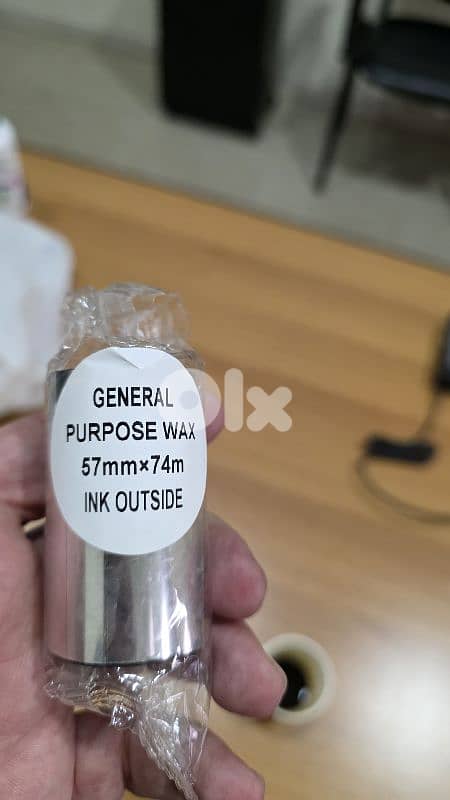 GENERAL
PURPOSE WAX
57mm×74m
INK OUTSIDE
olx